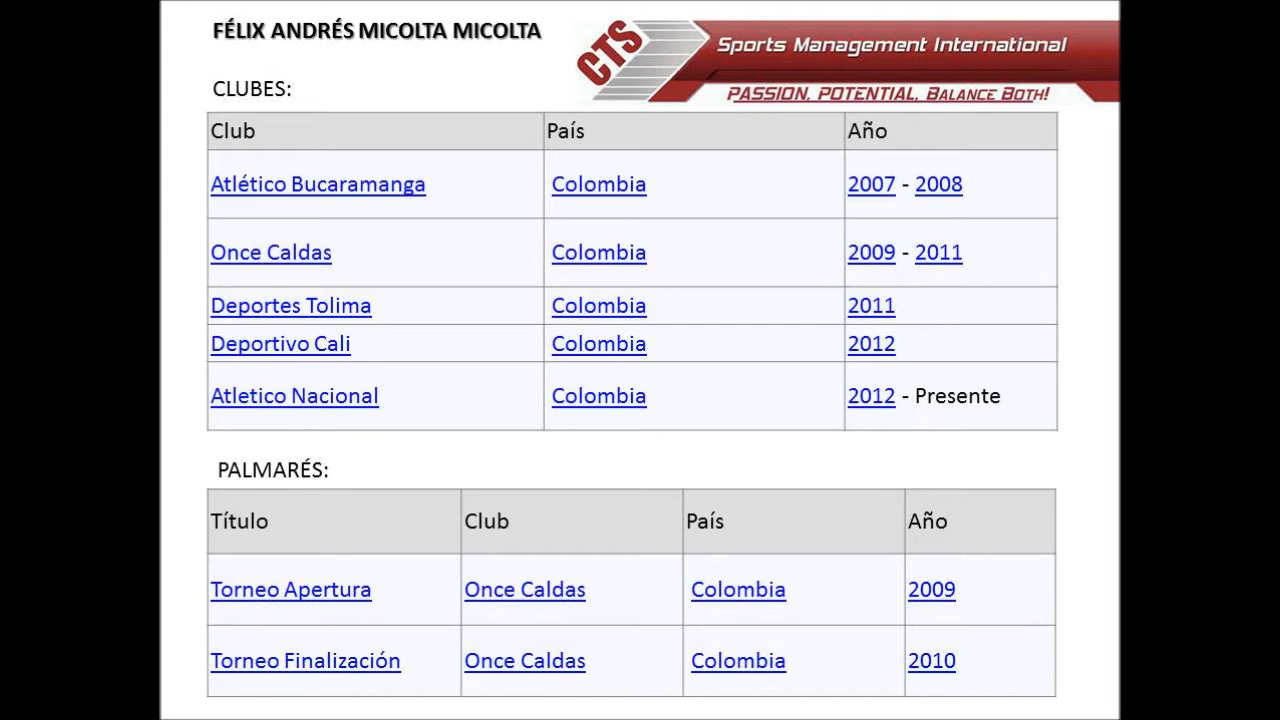 FÉLIX ANDRÉS MICOLTA MICOLTA
CTS
Sports Management International
PASSION, POTENTIAL, BALANCE BOTH!
CLUBES:
Club País Año
Atlético Bucaramanga Colombia 2007 - 2008
Once Caldas Colombia 2009 - 2011
Deportes Tolima Colombia 2011
Deportivo Cali Colombia 2012
Atletico Nacional Colombia 2012 - Presente
PALMARÉS:
Título Club País Año
Torneo Apertura Once Caldas Colombia 2009
Torneo Finalización Once Caldas Colombia 2010